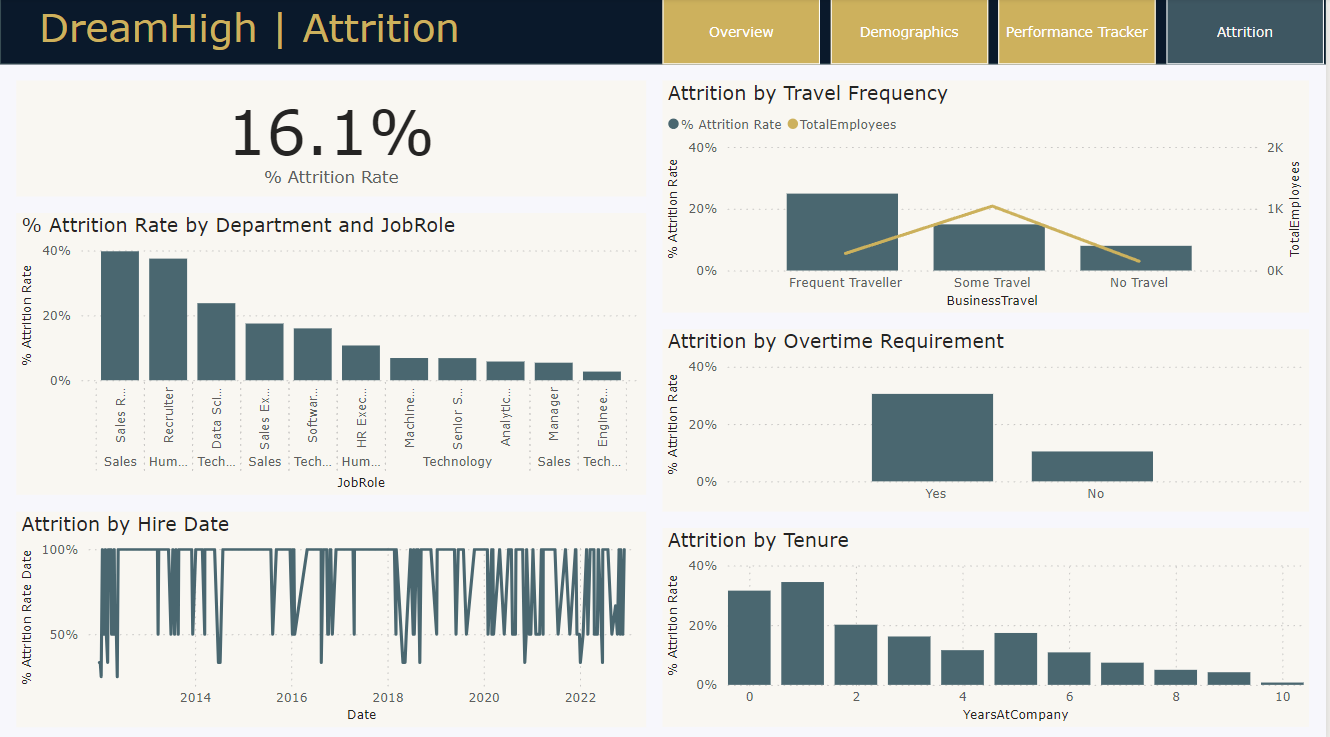 DreamHigh | Attrition
Overview
Demographics
Performance Tracker
Attrition
16.1%
% Attrition Rate
% Attrition Rate by Department and JobRole
% Attrition Rate
40%
20%
0%
Sales R...
Recruiter
Data Sci...
Sales Ex...
Softwar...
HR Exec...
Machine...
Senior S...
Analytic...
Manager
Enginee...
Sales
Hum...
Tech...
Sales
Tech...
Hum...
Technology
Sales
Tech...
JobRole
Attrition by Hire Date
% Attrition Rate Date
100%
50%
2014
2016
2018
2020
2022
Date
Attrition by Travel Frequency
% Attrition Rate
TotalEmployees
% Attrition Rate
40%
20%
0%
2K
1K
0K
TotalEmployees
Frequent Traveller
Some Travel
No Travel
BusinessTravel
Attrition by Overtime Requirement
% Attrition Rate
40%
20%
0%
Yes
No
Attrition by Tenure
% Attrition Rate
40%
20%
0%
0
2
4
6
8
10
YearsAtCompany